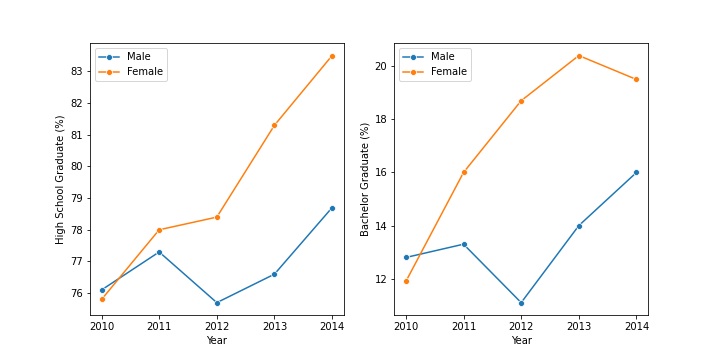 Male
Female
83
82
81
80
79
78
77
76
2010 2011 2012 2013 2014
Year
High School Graduate (%)
Male
Female
20
18
16
14
12
2010 2011 2012 2013 2014
Year
Bachelor Graduate (%)